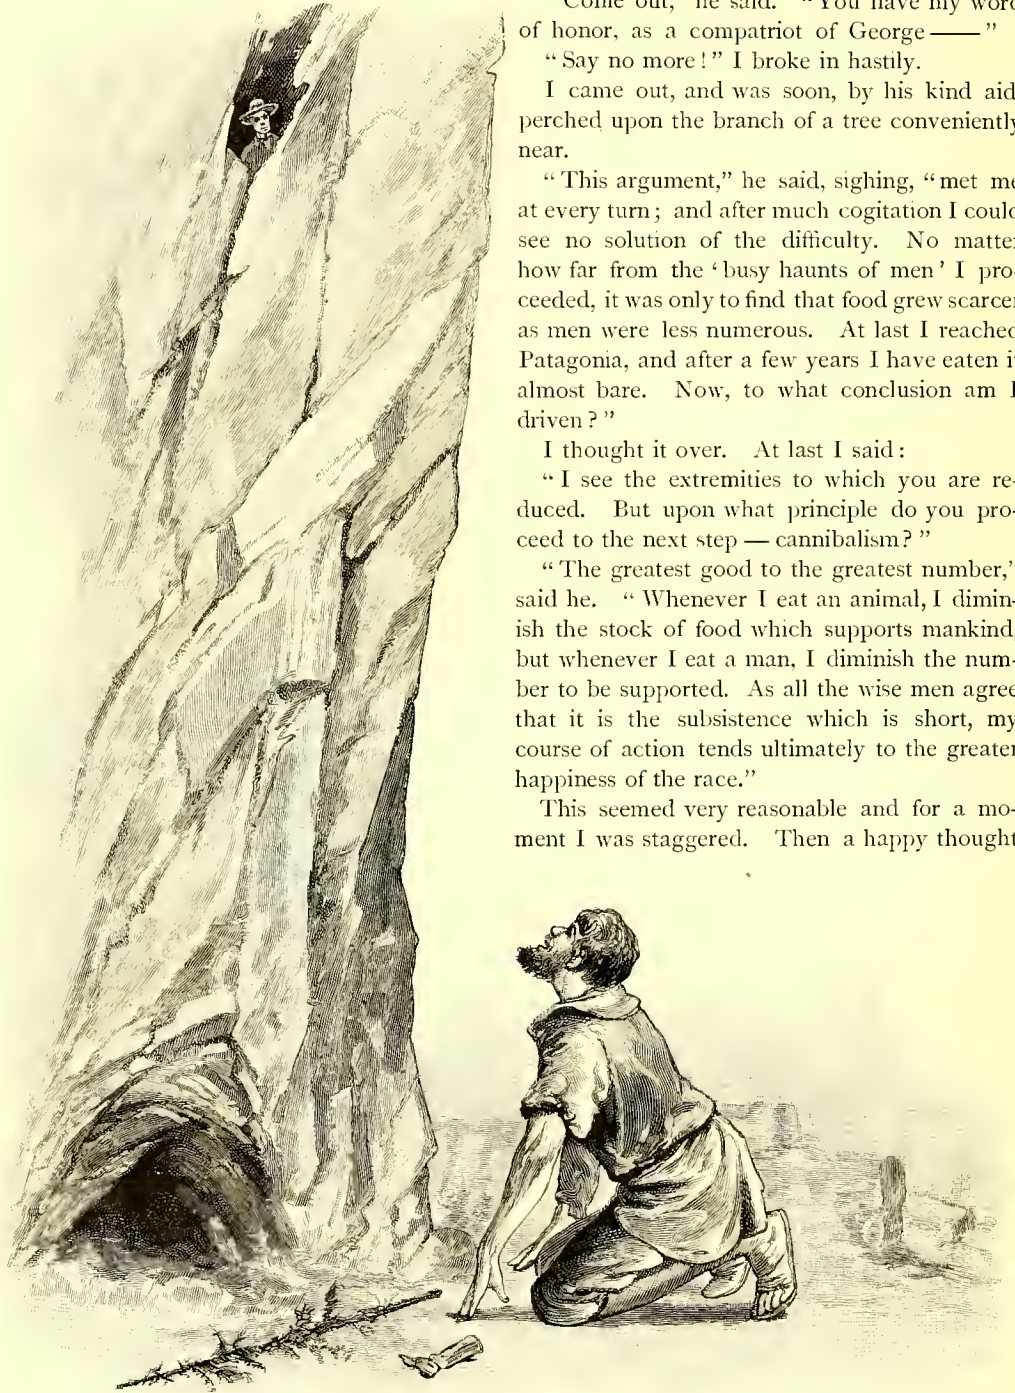 "Come out," he said. "You have my word
of honor, as a compatriot of George —— "
"Say no more!" I broke in hastily.
I came out, and was soon, by his kind aid
perched upon the branch of a tree conveniently
near.
"This argument," he said, sighing, "met me
at every turn; and after much cogitation I could
see no solution of the difficulty. No matter
how far from the 'busy haunts of men' I pro-
ceeded, it was only to find that food grew scarcer
as men were less numerous. At last I reached
Patagonia, and after a few years I have eaten it
almost bare. Now, to what conclusion am I
driven?"
I thought it over. At last I said:
"I see the extremities to which you are re-
duced. But upon what principle do you pro-
ceed to the next step — cannibalism?"
"The greatest good to the greatest number,"
said he. "Whenever I eat an animal, I dimin-
ish the stock of food which supports mankind,
but whenever I eat a man, I diminish the num-
ber to be supported. As all the wise men agree
that it is the subsistence which is short, my
course of action tends ultimately to the greater
happiness of the race."
This seemed very reasonable and for a mo-
ment I was staggered. Then a happy thought